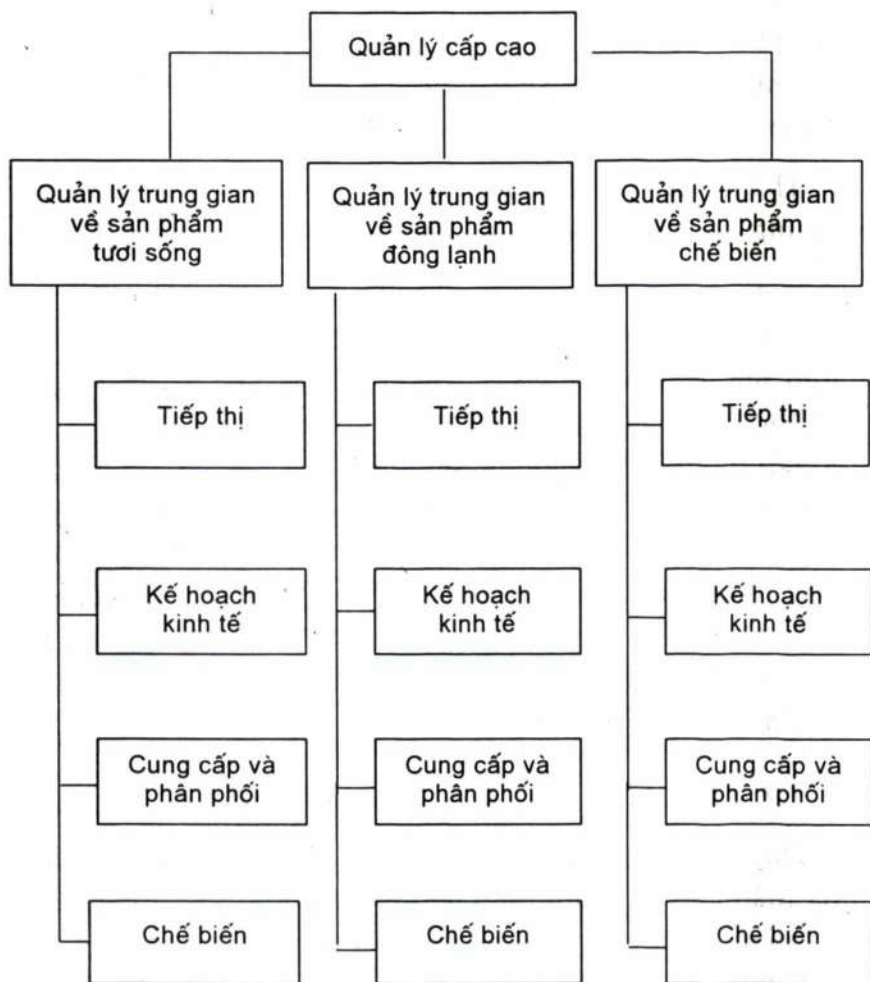 Quản lý cấp cao
Quản lý trung gian
về sản phẩm
tươi sống
Quản lý trung gian
về sản phẩm
đông lạnh
Quản lý trung gian
về sản phẩm
chế biến
Tiếp thị
Tiếp thị
Tiếp thị
Kế hoạch
kinh tế
Kế hoạch
kinh tế
Kế hoạch
kinh tế
Cung cấp và
phân phối
Cung cấp và
phân phối
Cung cấp và
phân phối
Chế biến
Chế biến
Chế biến